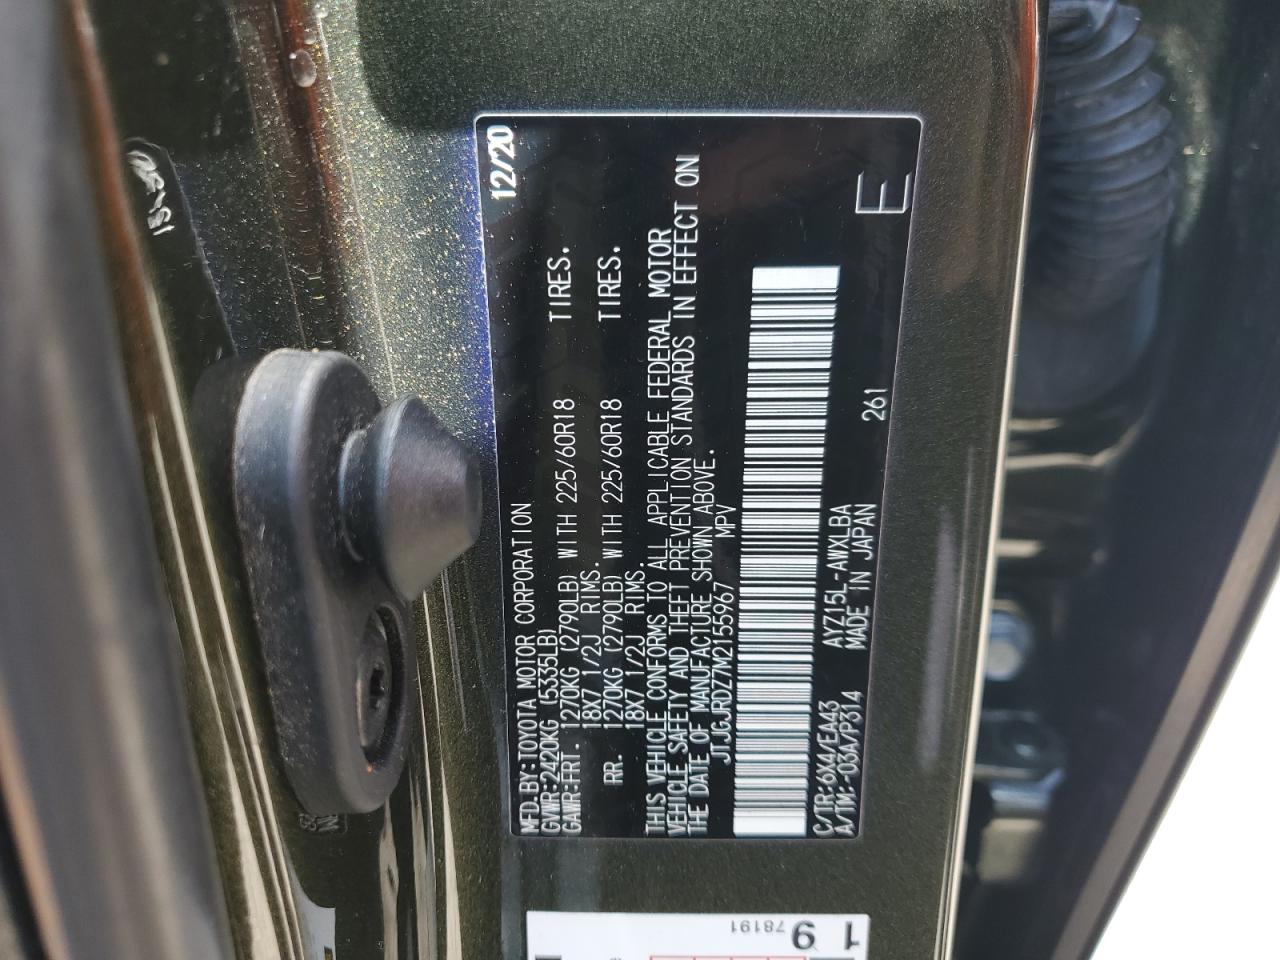 MFD.BY:TOYOTA MOTOR CORPORATION 12/20
GVWR:2420KG (5335LB)
GAWR:FRT. 1270KG (2790LB) WITH 225/60R18 TIRES.
18X7 1/2J RIMS.
RR. 1270KG (2790LB) WITH 225/60R18 TIRES.
18X7 1/2J RIMS.
THIS VEHICLE CONFORMS TO ALL APPLICABLE FEDERAL MOTOR
VEHICLE SAFETY AND THEFT PREVENTION STANDARDS IN EFFECT ON
THE DATE OF MANUFACTURE SHOWN ABOVE.
JTJGJRDZ7M2155967 MPV
C/TR:6X4/EA43 AYZ15L-AWXLBA
A/TM:-03A/P314 MADE IN JAPAN 261 E
78191
1 9